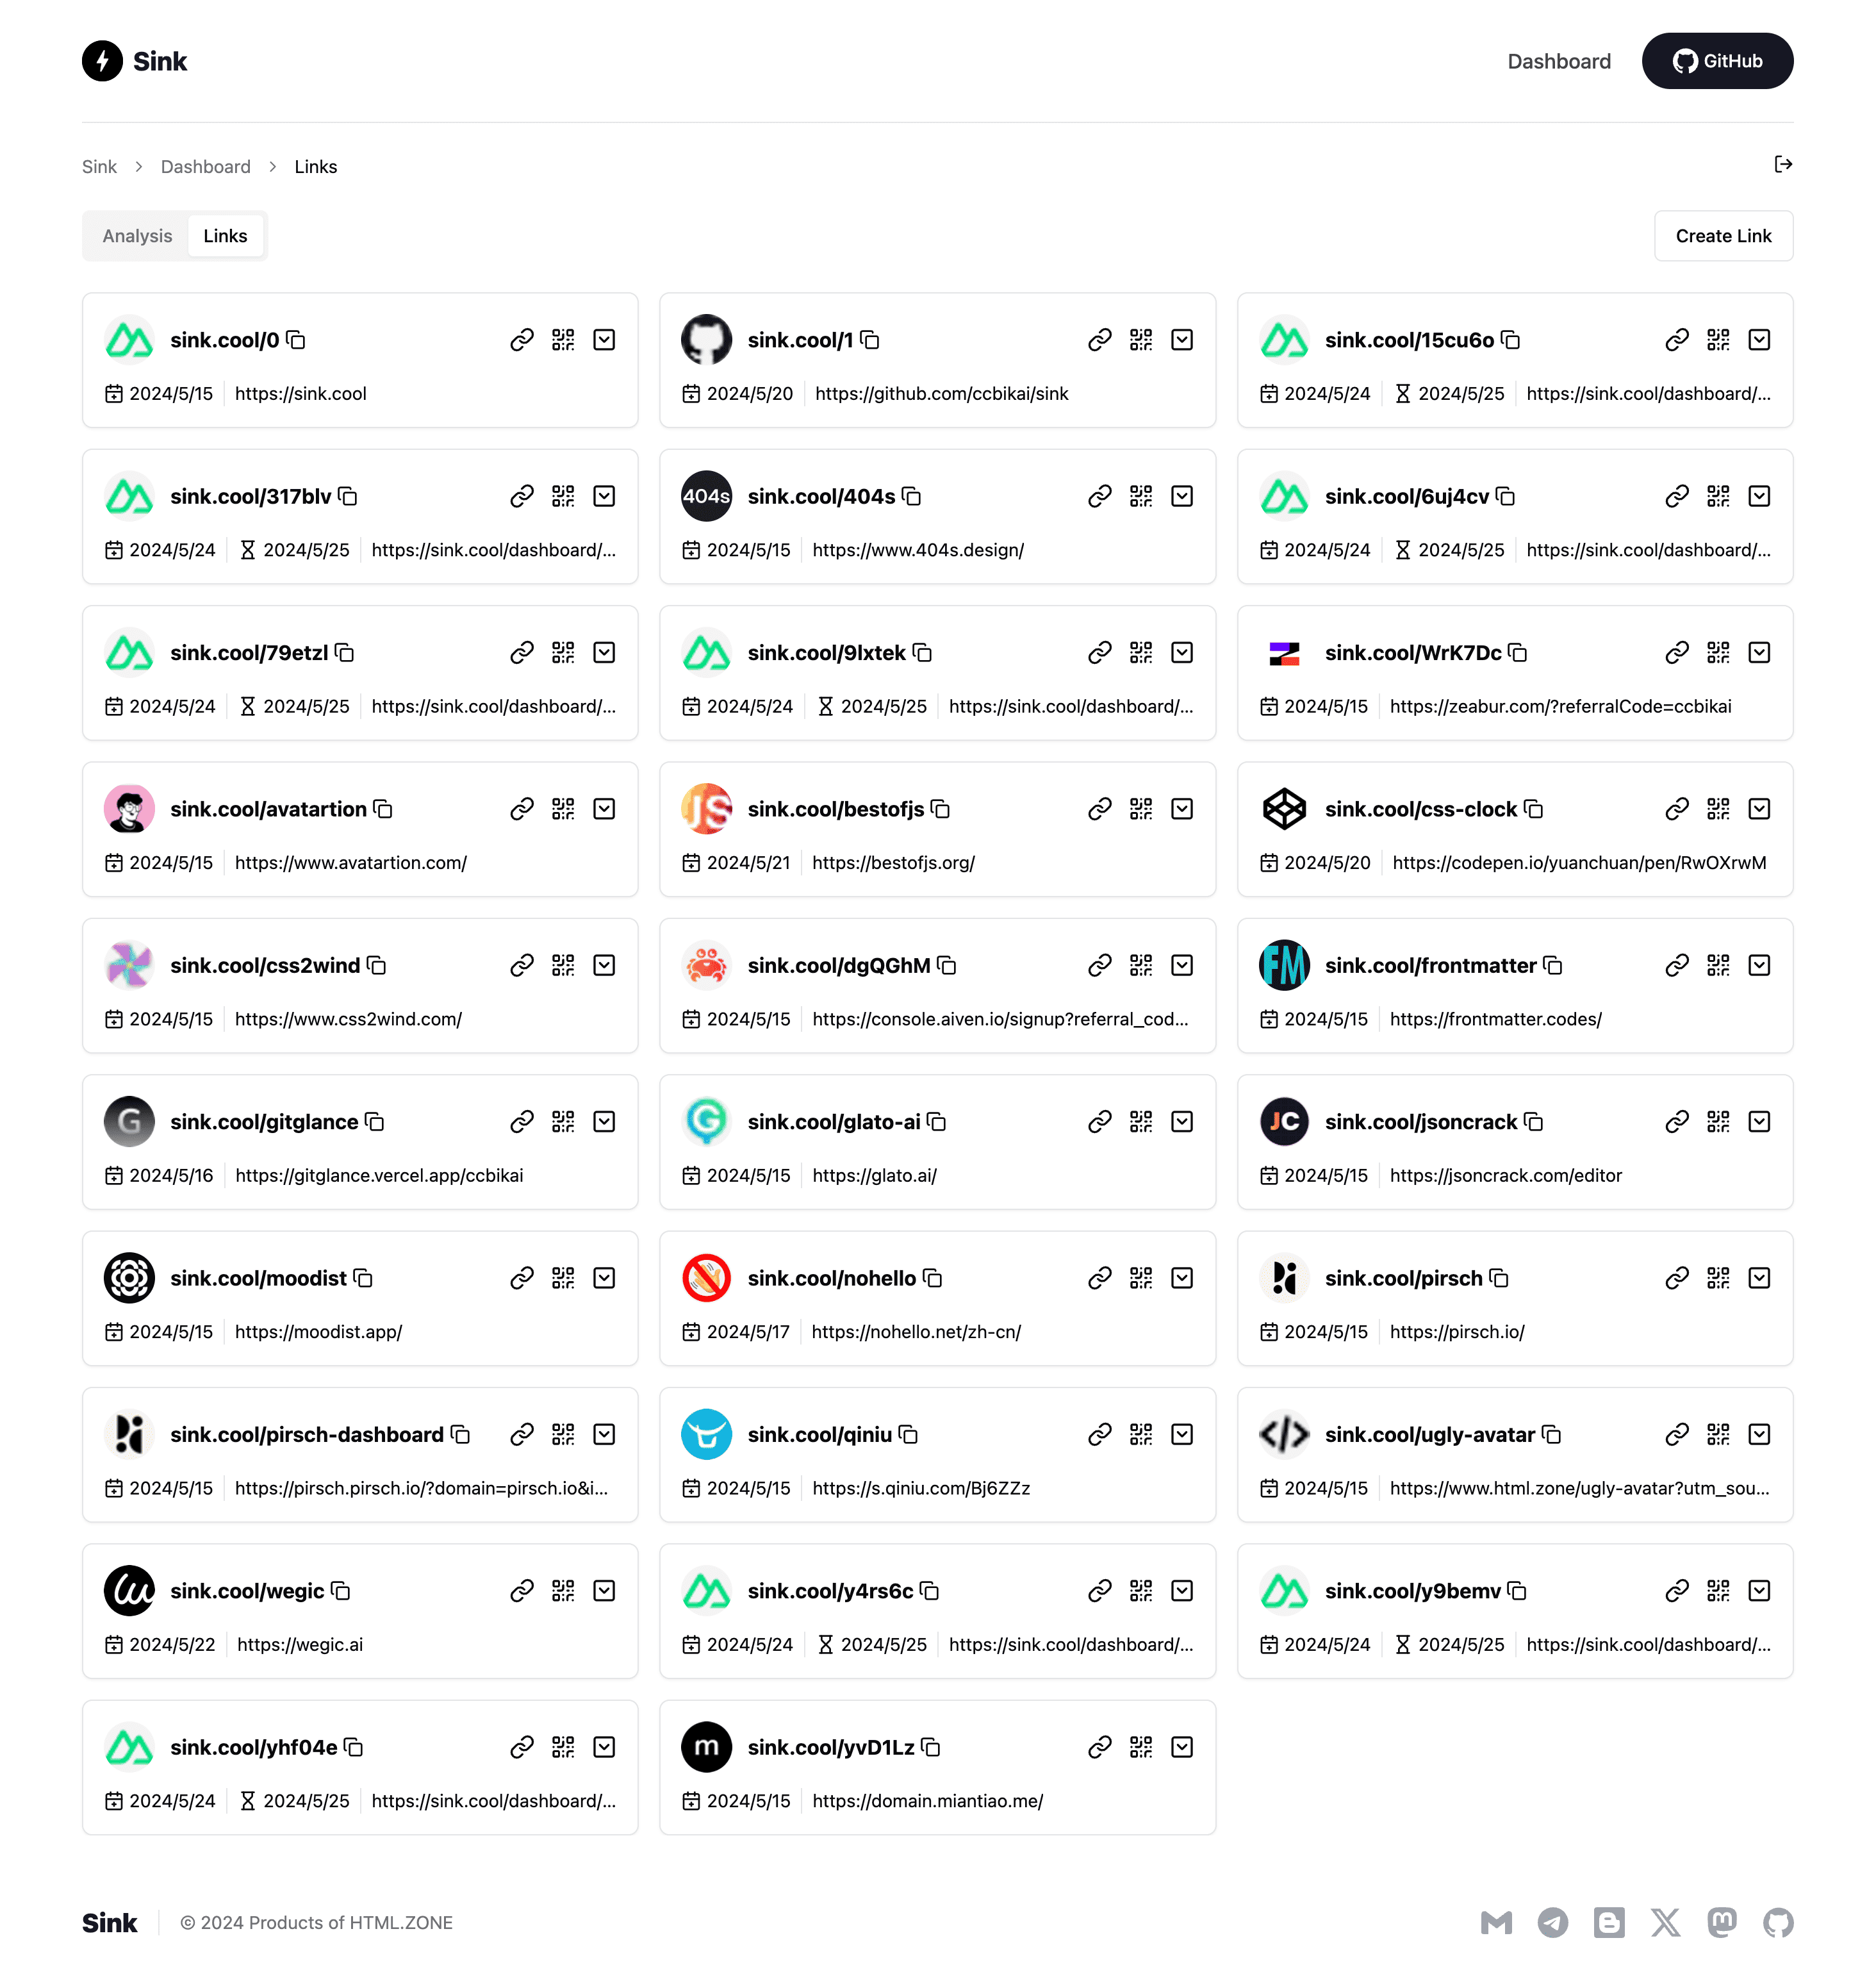 Sink
Dashboard GitHub
Sink > Dashboard > Links
Analysis Links Create Link
sink.cool/0
2024/5/15 https://sink.cool
sink.cool/1
2024/5/20 https://github.com/ccbikai/sink
sink.cool/15cu6o
2024/5/24 2024/5/25 https://sink.cool/dashboard/...
sink.cool/317blv
2024/5/24 2024/5/25 https://sink.cool/dashboard/...
404s
sink.cool/404s
2024/5/15 https://www.404s.design/
sink.cool/6uj4cv
2024/5/24 2024/5/25 https://sink.cool/dashboard/...
sink.cool/79etzl
2024/5/24 2024/5/25 https://sink.cool/dashboard/...
sink.cool/9lxtek
2024/5/24 2024/5/25 https://sink.cool/dashboard/...
sink.cool/WrK7Dc
2024/5/15 https://zeabur.com/?referralCode=ccbikai
sink.cool/avatartion
2024/5/15 https://www.avatartion.com/
JS
sink.cool/bestofjs
2024/5/21 https://bestofjs.org/
sink.cool/css-clock
2024/5/20 https://codepen.io/yuanchuan/pen/RwOXrwM
sink.cool/css2wind
2024/5/15 https://www.css2wind.com/
sink.cool/dgQGhM
2024/5/15 https://console.aiven.io/signup?referral_cod...
FM
sink.cool/frontmatter
2024/5/15 https://frontmatter.codes/
G
sink.cool/gitglance
2024/5/16 https://gitglance.vercel.app/ccbikai
G
sink.cool/glato-ai
2024/5/15 https://glato.ai/
JC
sink.cool/jsoncrack
2024/5/15 https://jsoncrack.com/editor
sink.cool/moodist
2024/5/15 https://moodist.app/
sink.cool/nohello
2024/5/17 https://nohello.net/zh-cn/
sink.cool/pirsch
2024/5/15 https://pirsch.io/
sink.cool/pirsch-dashboard
2024/5/15 https://pirsch.pirsch.io/?domain=pirsch.io&i...
sink.cool/qiniu
2024/5/15 https://s.qiniu.com/Bj6ZZz
</>
sink.cool/ugly-avatar
2024/5/15 https://www.html.zone/ugly-avatar?utm_sou...
sink.cool/wegic
2024/5/22 https://wegic.ai
sink.cool/y4rs6c
2024/5/24 2024/5/25 https://sink.cool/dashboard/...
sink.cool/y9bemv
2024/5/24 2024/5/25 https://sink.cool/dashboard/...
sink.cool/yhf04e
2024/5/24 2024/5/25 https://sink.cool/dashboard/...
m
sink.cool/yvD1Lz
2024/5/15 https://domain.miantiao.me/
Sink © 2024 Products of HTML.ZONE